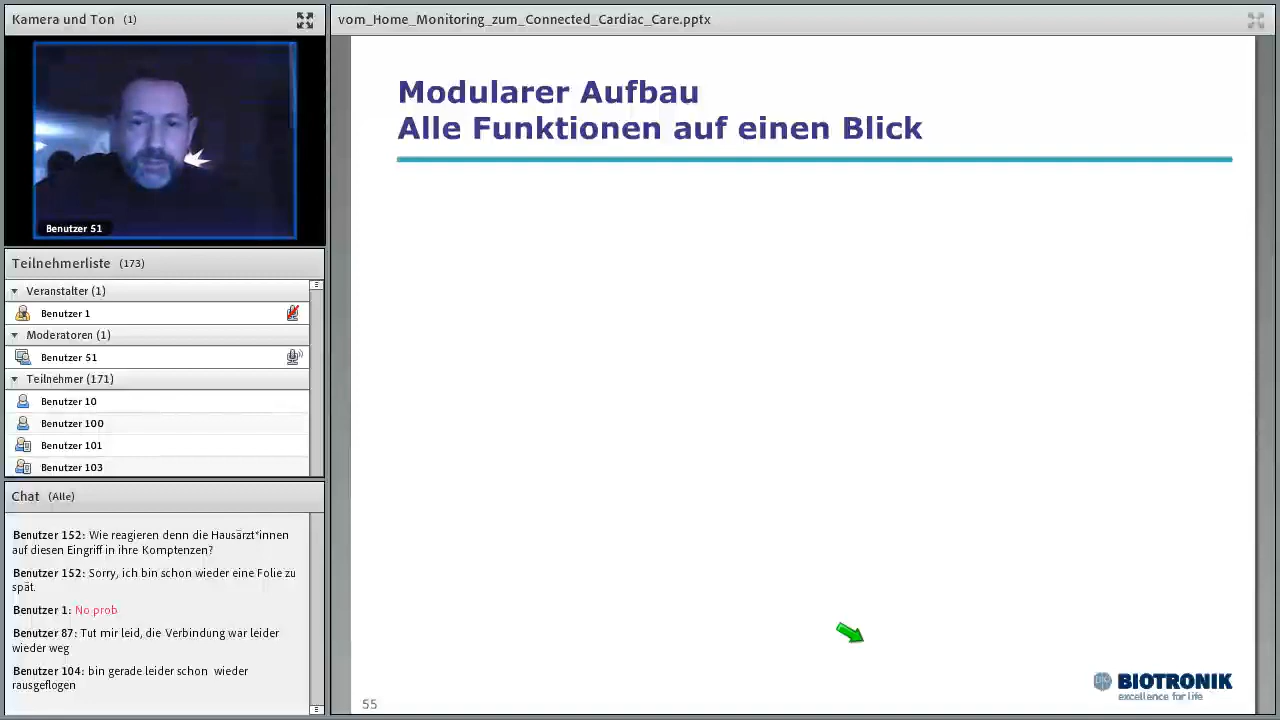 Kamera und Ton (1)
vom_Home_Monitoring_zum_Connected_Cardiac_Care.pptx
Benutzer 51
Teilnehmerliste (173)
Veranstalter (1)
Benutzer 1
Moderatoren (1)
Benutzer 51
Teilnehmer (171)
Benutzer 10
Benutzer 100
Benutzer 101
Benutzer 103
Chat (Alle)
Benutzer 152: Wie reagieren denn die Hausärzt*innen
auf diesen Eingriff in ihre Komptenzen?
Benutzer 152: Sorry, ich bin schon wieder eine Folie zu
spät.
Benutzer 1: No prob
Benutzer 87: Tut mir leid, die Verbindung war leider
wieder weg
Benutzer 104: bin gerade leider schon wieder
rausgeflogen
Modularer Aufbau
Alle Funktionen auf einen Blick
55
BIOTRONIK
excellence for life